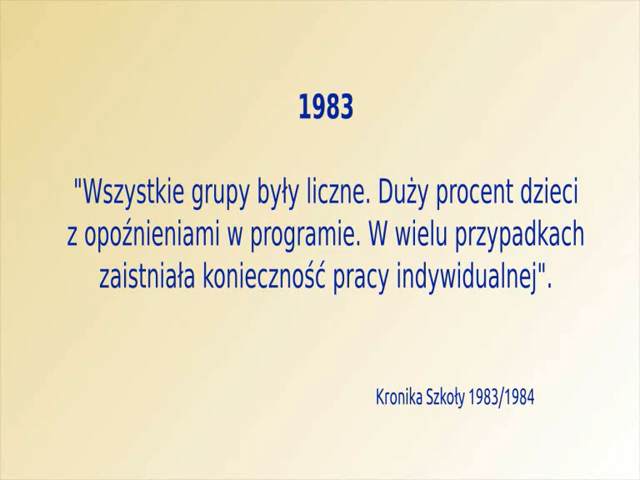 1983
"Wszystkie grupy były liczne. Duży procent dzieci
z opoźnieniami w programie. W wielu przypadkach
zaistniała konieczność pracy indywidualnej".
Kronika Szkoły 1983/1984